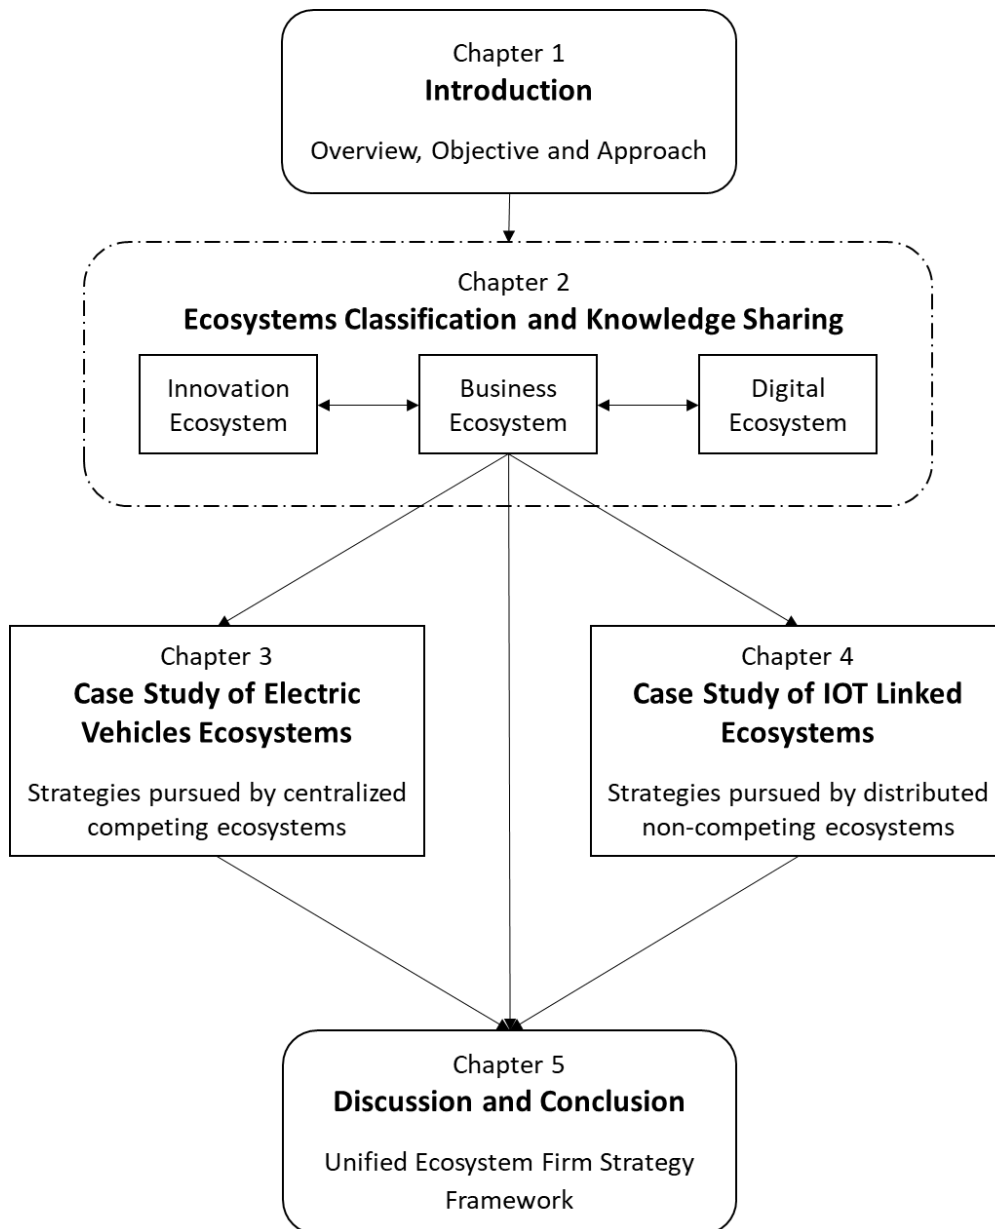 Chapter 1
Introduction
Overview, Objective and Approach
Chapter 2
Ecosystems Classification and Knowledge Sharing
Innovation
Ecosystem
Business
Ecosystem
Digital
Ecosystem
Chapter 3
Case Study of Electric
Vehicles Ecosystems
Strategies pursued by centralized
competing ecosystems
Chapter 4
Case Study of IOT Linked
Ecosystems
Strategies pursued by distributed
non-competing ecosystems
Chapter 5
Discussion and Conclusion
Unified Ecosystem Firm Strategy
Framework